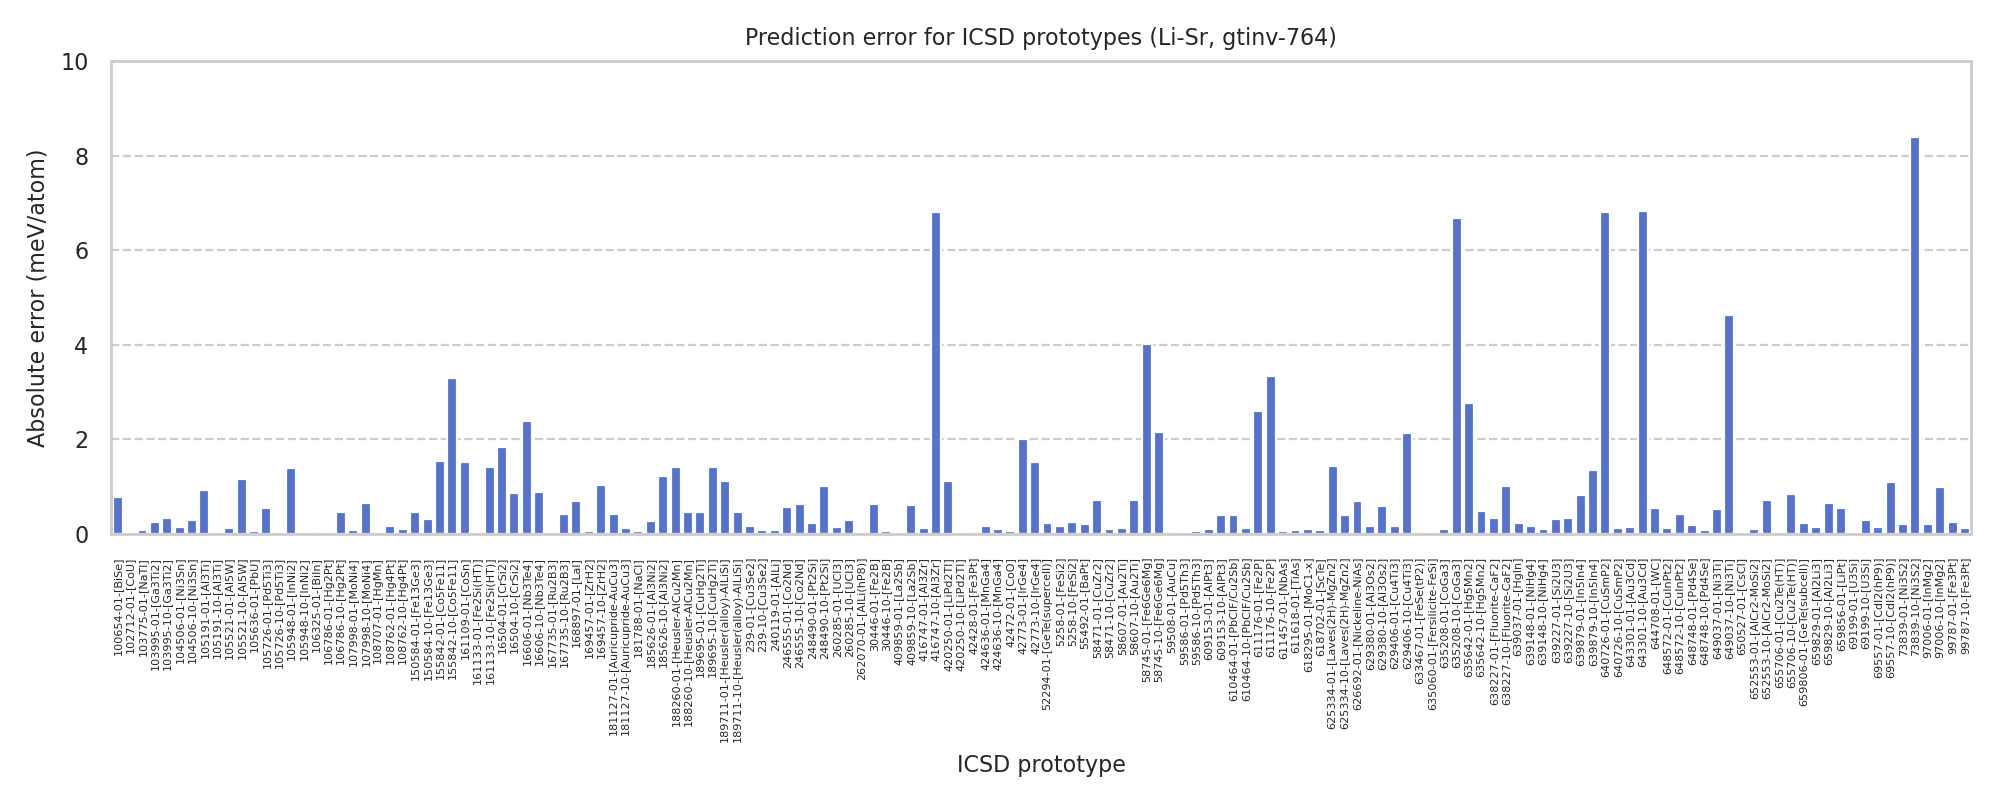 Prediction error for ICSD prototypes (Li-Sr, gtinv-764)
Absolute error (meV/atom)
10
8
6
4
2
0
100654-01-[BiSe]
102712-01-[CoU]
103775-01-[NaTl]
103995-01-[Ga3Ti2]
103995-10-[Ga3Ti2]
104506-01-[Ni3Sn]
104506-10-[Ni3Sn]
105191-01-[Al3Ti]
105191-10-[Al3Ti]
105521-01-[Al5W]
105521-10-[Al5W]
105636-01-[PbU]
105726-01-[Pd5Ti3]
105726-10-[Pd5Ti3]
105948-01-[InNi2]
105948-10-[InNi2]
106325-01-[BiIn]
106786-01-[Hg2Pt]
106786-10-[Hg2Pt]
107998-01-[MoNi4]
107998-10-[MoNi4]
108707-01-[HgMn]
108762-01-[Hg4Pt]
108762-10-[Hg4Pt]
150584-01-[Fe13Ge3]
150584-10-[Fe13Ge3]
155842-01-[Co5Fe11]
155842-10-[Co5Fe11]
161109-01-[CoSn]
161133-01-[Fe2Si(HT)]
161133-10-[Fe2Si(HT)]
16504-01-[CrSi2]
16504-10-[CrSi2]
16606-01-[Nb3Te4]
16606-10-[Nb3Te4]
167735-01-[Ru2B3]
167735-10-[Ru2B3]
168897-01-[LaI]
169457-01-[ZrH2]
169457-10-[ZrH2]
181127-01-[Auricupride-AuCu3]
181127-10-[Auricupride-AuCu3]
181788-01-[NaCl]
185626-01-[Al3Ni2]
185626-10-[Al3Ni2]
188260-01-[Heusler-AlCu2Mn]
188260-10-[Heusler-AlCu2Mn]
189695-01-[CuHg2Ti]
189695-10-[CuHg2Ti]
189711-01-[Heusler(alloy)-AlLiSi]
189711-10-[Heusler(alloy)-AlLiSi]
239-01-[Cu3Se2]
239-10-[Cu3Se2]
240119-01-[AlLi]
246555-01-[Co2Nd]
246555-10-[Co2Nd]
248490-01-[Pt2Si]
248490-10-[Pt2Si]
260285-01-[UCl3]
260285-10-[UCl3]
262070-01-[AlLi(hP8)]
30446-01-[Fe2B]
30446-10-[Fe2B]
409859-01-[La2Sb]
409859-10-[La2Sb]
416747-01-[Al3Zr]
416747-10-[Al3Zr]
420250-01-[LiPd2Tl]
420250-10-[LiPd2Tl]
42428-01-[Fe3Pt]
424636-01-[MnGa4]
424636-10-[MnGa4]
42472-01-[CoO]
42773-01-[IrGe4]
42773-10-[IrGe4]
52294-01-[GeTe(supercell)]
5258-01-[FeSi2]
5258-10-[FeSi2]
55492-01-[BaPt]
58471-01-[CuZr2]
58471-10-[CuZr2]
58607-01-[Au2Ti]
58607-10-[Au2Ti]
58745-01-[Fe6Ge6Mg]
58745-10-[Fe6Ge6Mg]
59508-01-[AuCu]
59586-01-[Pd5Th3]
59586-10-[Pd5Th3]
609153-01-[AlPt3]
609153-10-[AlPt3]
610464-01-[PbClF/Cu2Sb]
610464-10-[PbClF/Cu2Sb]
611176-01-[Fe2P]
611176-10-[Fe2P]
611457-01-[NbAs]
611618-01-[TiAs]
618295-01-[MoC1-x]
618702-01-[ScTe]
625334-01-[Laves(2H)-MgZn2]
625334-10-[Laves(2H)-MgZn2]
626692-01-[Nickeline-NiAs]
629380-01-[Al3Os2]
629380-10-[Al3Os2]
629406-01-[Cu4Ti3]
629406-10-[Cu4Ti3]
633467-01-[FeSe(tP2)]
635060-01-[Fersilicite-FeSi]
635208-01-[CoGa3]
635208-10-[CoGa3]
635642-01-[Hg5Mn2]
635642-10-[Hg5Mn2]
638227-01-[Fluorite-CaF2]
638227-10-[Fluorite-CaF2]
639037-01-[HgIn]
639148-01-[NiHg4]
639148-10-[NiHg4]
639227-01-[Si2U3]
639227-10-[Si2U3]
639879-01-[In5In4]
639879-10-[In5In4]
640726-01-[CuSmP2]
640726-10-[CuSmP2]
643301-01-[Au3Cd]
643301-10-[Au3Cd]
644708-01-[WC]
648572-01-[CuInPt2]
648572-10-[CuInPt2]
648748-01-[Pd4Se]
648748-10-[Pd4Se]
649037-01-[Ni3Ti]
649037-10-[Ni3Ti]
650527-01-[CsCl]
652553-01-[AlCr2-MoSi2]
652553-10-[AlCr2-MoSi2]
655706-01-[Cu2Te(HT)]
655706-10-[Cu2Te(HT)]
659806-01-[GeTe(subcell)]
659829-01-[Al2Li3]
659829-10-[Al2Li3]
659856-01-[LiPt]
69199-01-[U3Si]
69199-10-[U3Si]
69557-01-[CdI2(hP9)]
69557-10-[CdI2(hP9)]
73839-01-[Ni3S2]
73839-10-[Ni3S2]
97006-01-[InMg2]
97006-10-[InMg2]
99787-01-[Fe3Pt]
99787-10-[Fe3Pt]
ICSD prototype